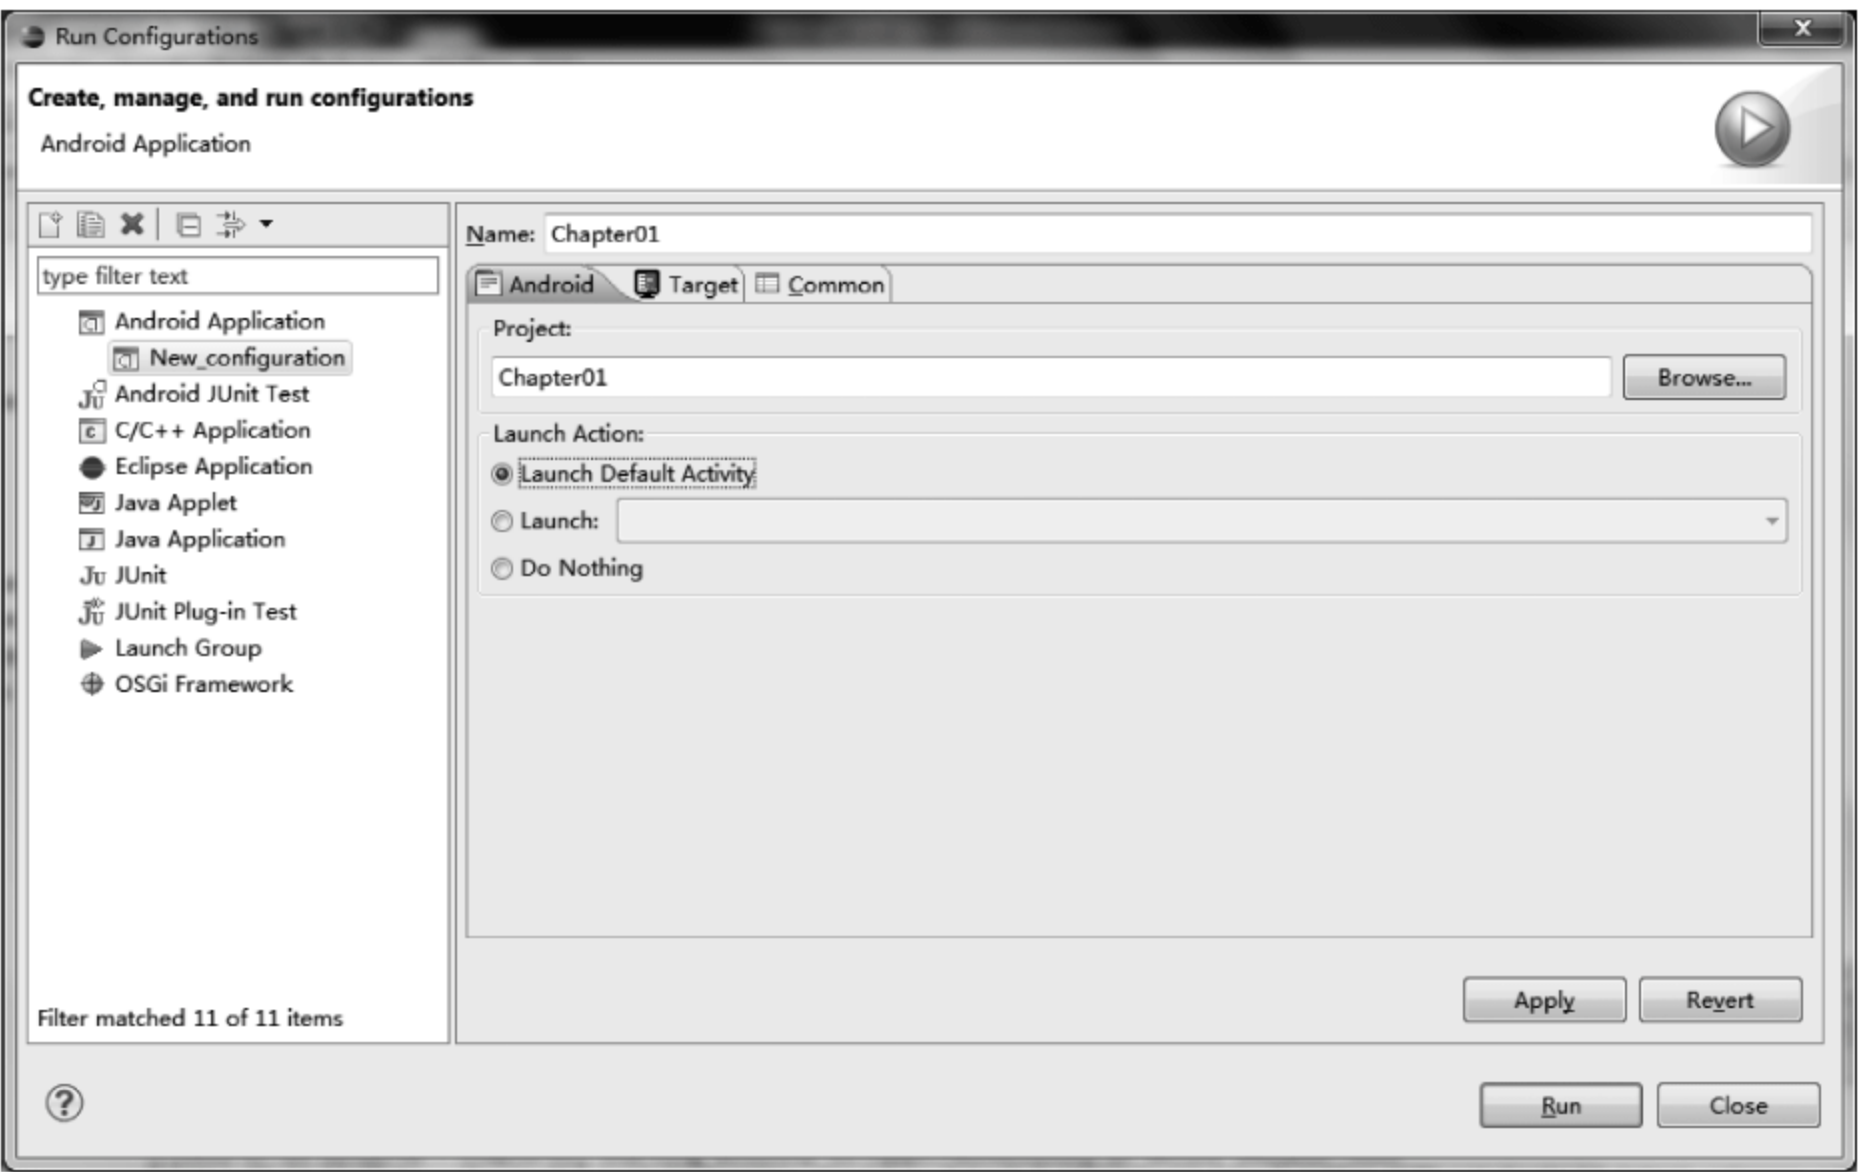 Run Configurations
Create, manage, and run configurations
Android Application
type filter text
Android Application
New_configuration
Android JUnit Test
C/C++ Application
Eclipse Application
Java Applet
Java Application
JUnit
JUnit Plug-in Test
Launch Group
OSGi Framework
Filter matched 11 of 11 items
Name: Chapter01
Android Target Common
Project:
Chapter01 Browse...
Launch Action:
Launch Default Activity
Launch:
Do Nothing
Apply Revert
Run Close